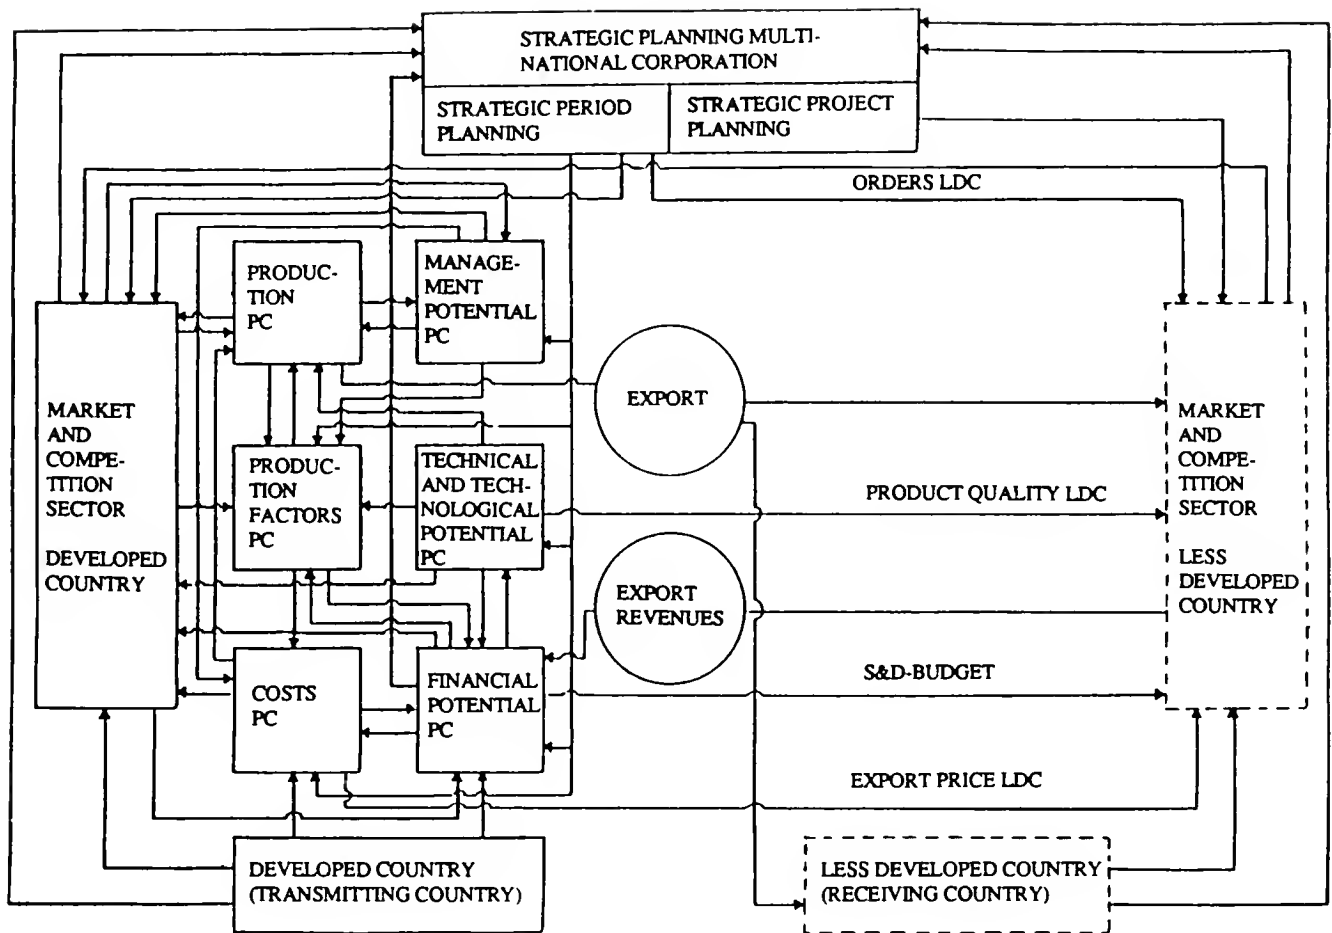 STRATEGIC PLANNING MULTI-
NATIONAL CORPORATION
STRATEGIC PERIOD
PLANNING
STRATEGIC PROJECT
PLANNING
ORDERS LDC
PRODUC-
TION
PC
MANAGE-
MENT
POTENTIAL
PC
EXPORT
MARKET
AND
COMPE-
TITION
SECTOR
DEVELOPED
COUNTRY
MARKET
AND
COMPE-
TITION
SECTOR
LESS
DEVELOPED
COUNTRY
PRODUC-
TION
FACTORS
PC
TECHNICAL
AND TECH-
NOLOGICAL
POTENTIAL
PC
PRODUCT QUALITY LDC
EXPORT
REVENUES
S&D-BUDGET
COSTS
PC
FINANCIAL
POTENTIAL
PC
EXPORT PRICE LDC
DEVELOPED COUNTRY
(TRANSMITTING COUNTRY)
LESS DEVELOPED COUNTRY
(RECEIVING COUNTRY)